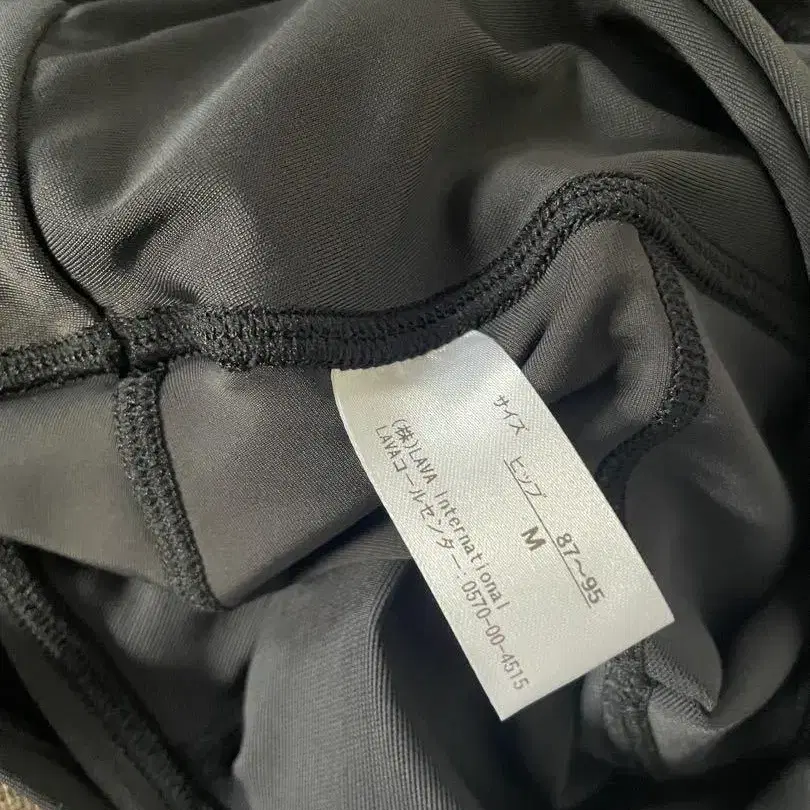 サイズ
ヒップ 87〜95
M
(株)LAVA international
LAVAコールセンター:0570-00-4515